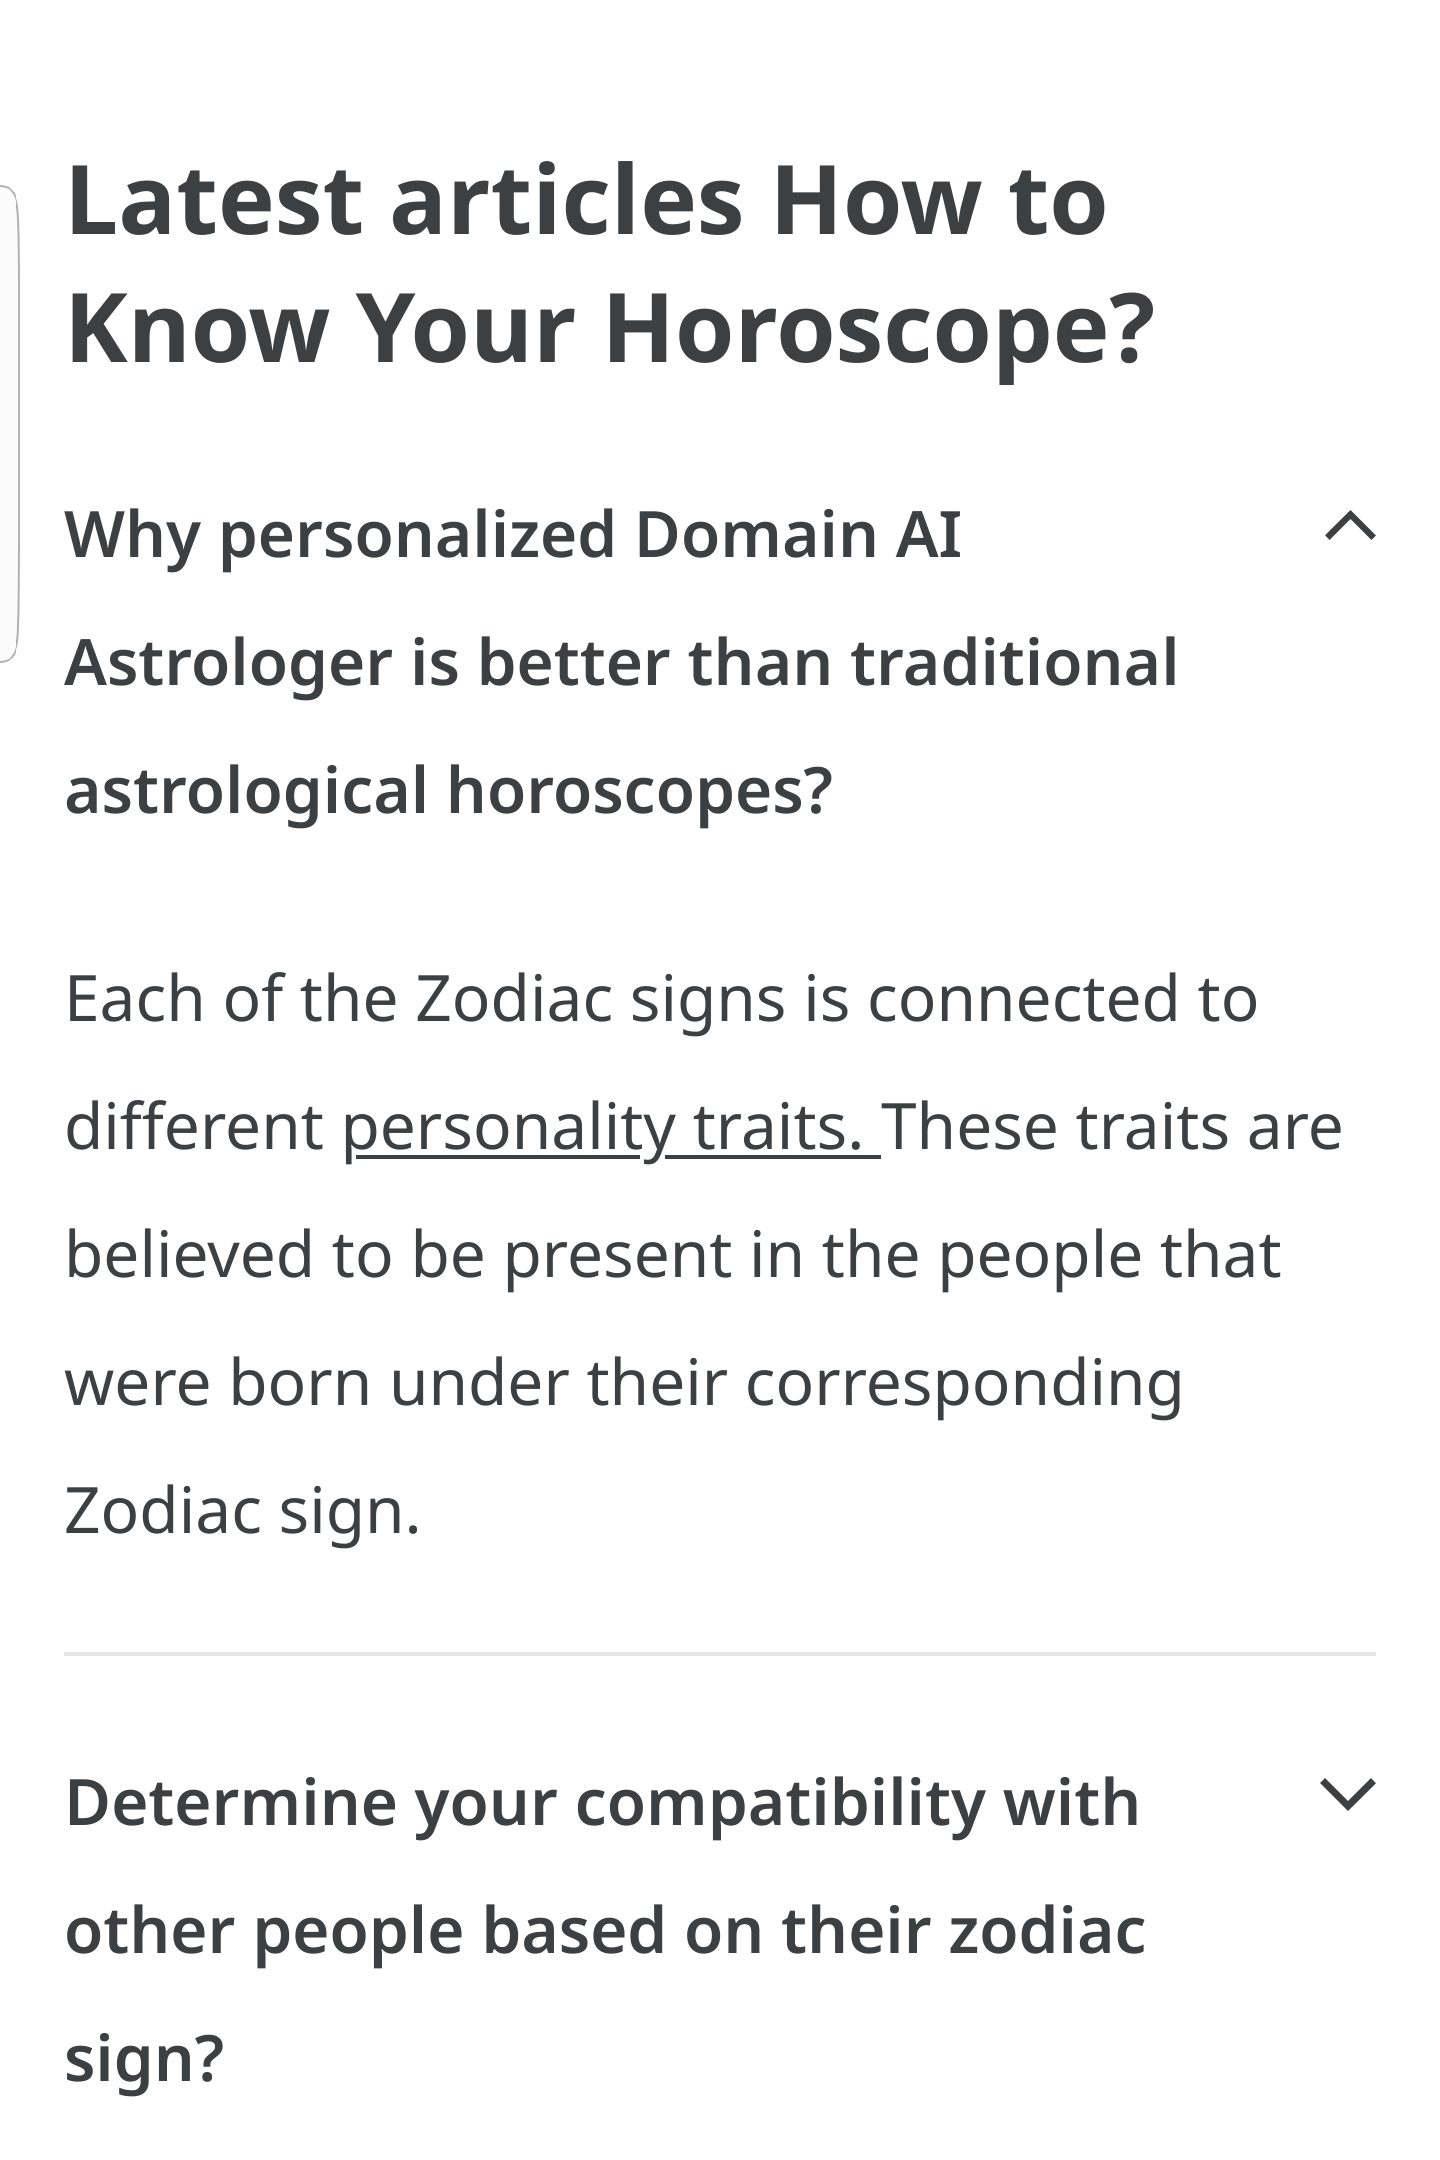 Latest articles How to
Know Your Horoscope?
Why personalized Domain AI
Astrologer is better than traditional
astrological horoscopes?
Each of the Zodiac signs is connected to
different personality traits. These traits are
believed to be present in the people that
were born under their corresponding
Zodiac sign.
Determine your compatibility with
other people based on their zodiac
sign?